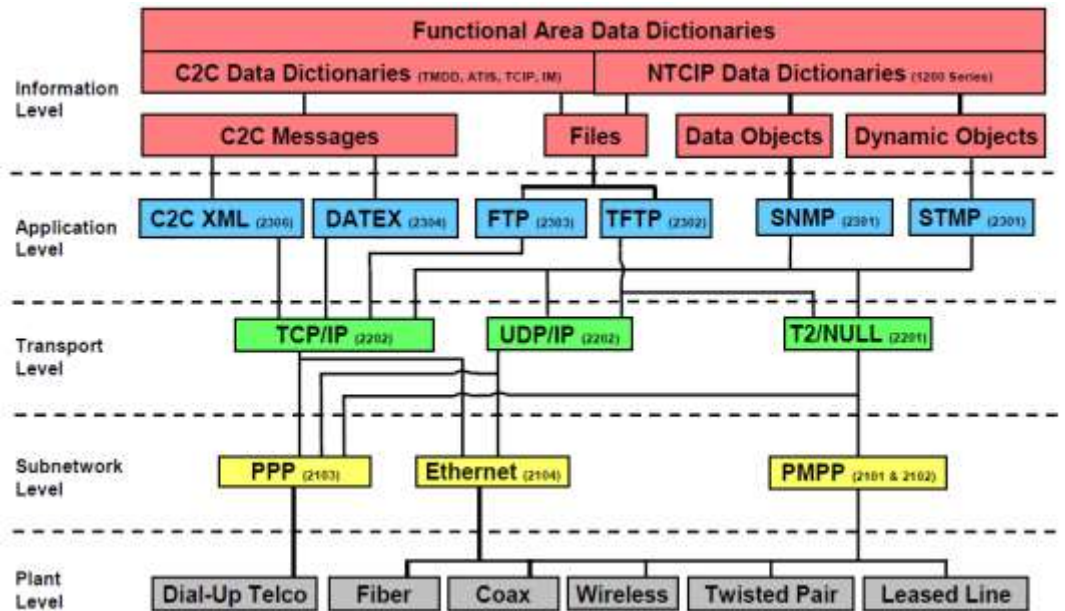 Functional Area Data Dictionaries
C2C Data Dictionaries (TMDD, ATIS, TCIP, IM)
NTCIP Data Dictionaries (1200 Series)
Information
Level
C2C Messages
Files
Data Objects
Dynamic Objects
Application
Level
C2C XML (2306)
DATEX (2304)
FTP (2303)
TFTP (2302)
SNMP (2301)
STMP (2301)
Transport
Level
TCP/IP (2202)
UDP/IP (2202)
T2/NULL (2201)
Subnetwork
Level
PPP (2103)
Ethernet (2104)
PMPP (2101 & 2102)
Plant
Level
Dial-Up Telco
Fiber
Coax
Wireless
Twisted Pair
Leased Line